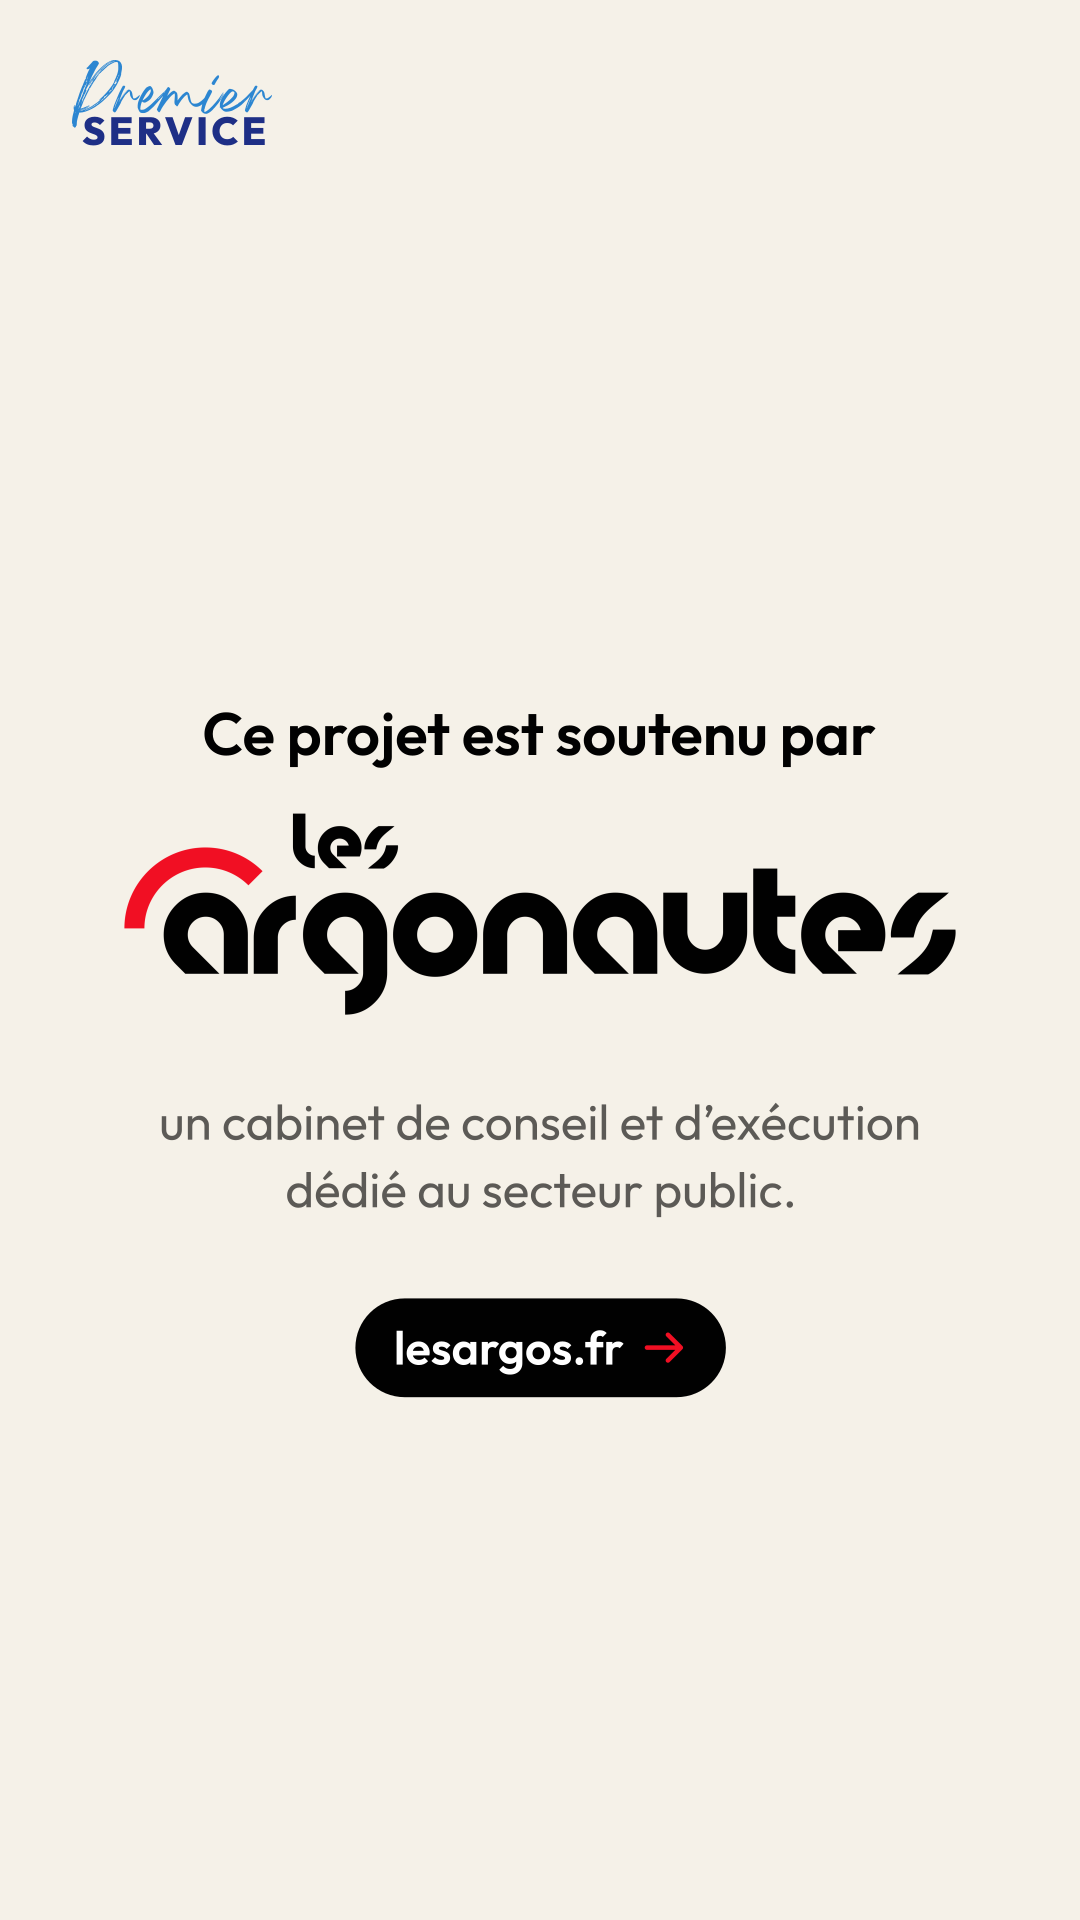 Premier
SERVICE
Ce projet est soutenu par
les
argonautes
un cabinet de conseil et d’exécution
dédié au secteur public.
lesargos.fr →